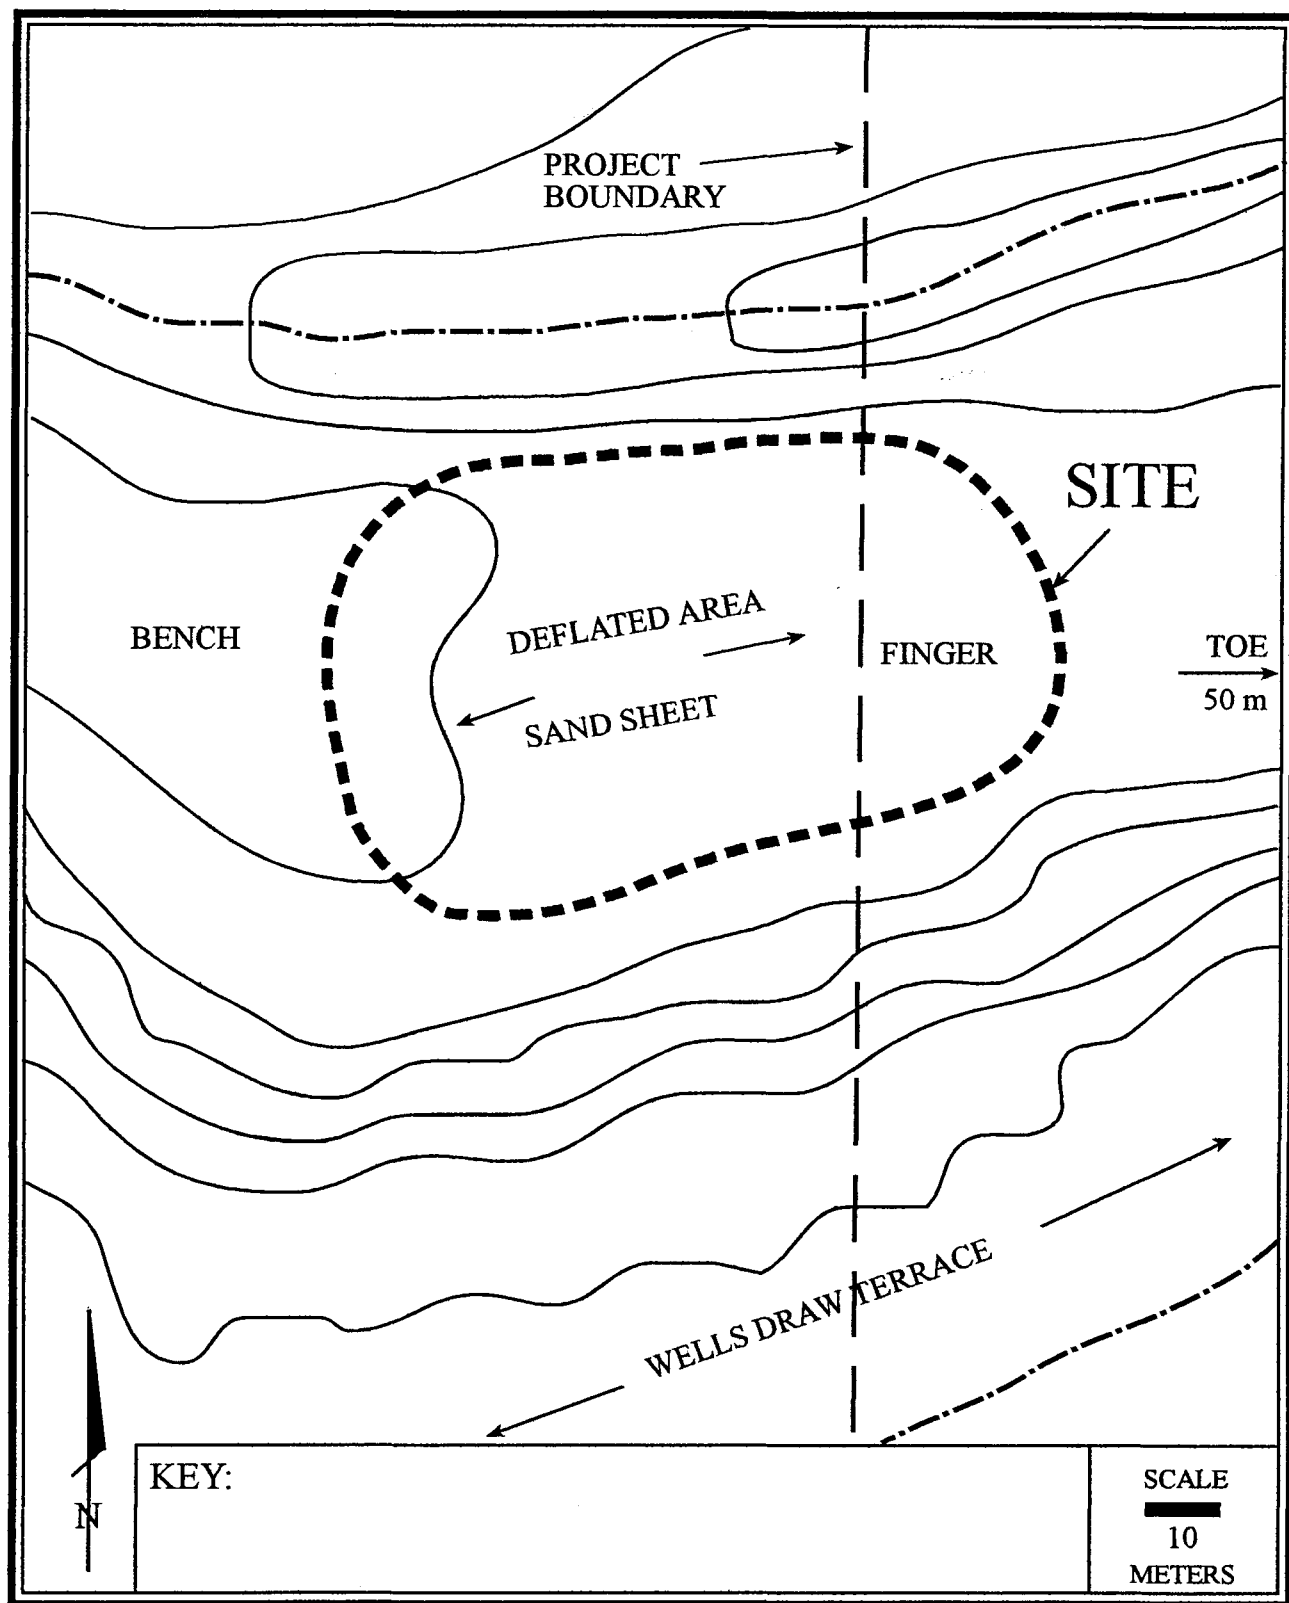 PROJECT
BOUNDARY
SITE
DEFLATED AREA
BENCH
FINGER
TOE
50 m
SAND SHEET
WELLS DRAW TERRACE
KEY:
N
SCALE
10
METERS